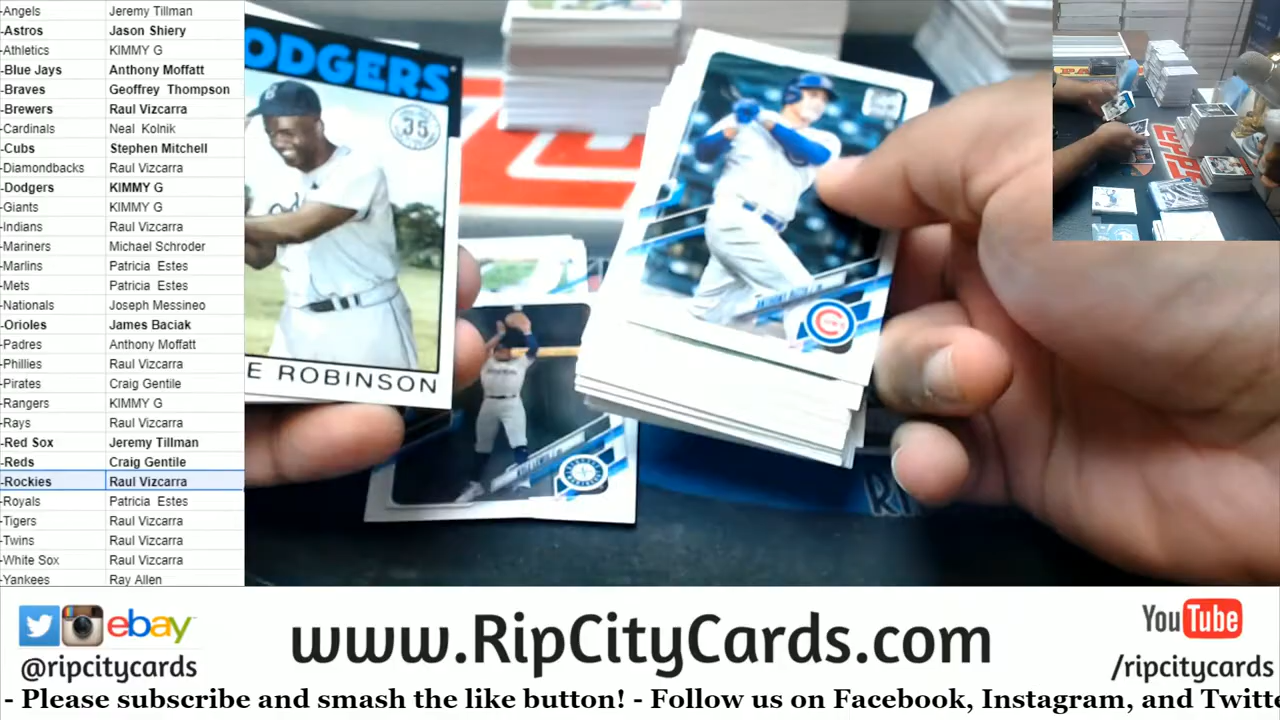 -Angels Jeremy Tillman
-Astros Jason Shiery
-Athletics KIMMY G
-Blue Jays Anthony Moffatt
-Braves Geoffrey Thompson
-Brewers Raul Vizcarra
-Cardinals Neal Kolnik
-Cubs Stephen Mitchell
-Diamondbacks Raul Vizcarra
-Dodgers KIMMY G
-Giants KIMMY G
-Indians Raul Vizcarra
-Mariners Michael Schroder
-Marlins Patricia Estes
-Mets Patricia Estes
-Nationals Joseph Messineo
-Orioles James Baciak
-Padres Anthony Moffatt
-Phillies Raul Vizcarra
-Pirates Craig Gentile
-Rangers KIMMY G
-Rays Raul Vizcarra
-Red Sox Jeremy Tillman
-Reds Craig Gentile
-Rockies Raul Vizcarra
-Royals Patricia Estes
-Tigers Raul Vizcarra
-Twins Raul Vizcarra
-White Sox Raul Vizcarra
-Yankees Ray Allen
ODGERS
35
E ROBINSON
ebay
@ripcitycards
www.RipCityCards.com
YouTube
/ripcitycards
- Please subscribe and smash the like button! - Follow us on Facebook, Instagram, and Twitte